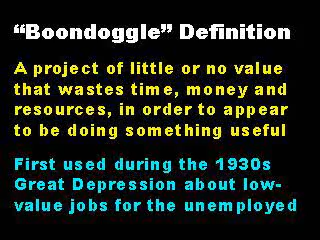 “Boondoggle” Definition
A project of little or no value
that wastes time, money and
resources, in order to appear
to be doing something useful
First used during the 1930s
Great Depression about low-
value jobs for the unemployed